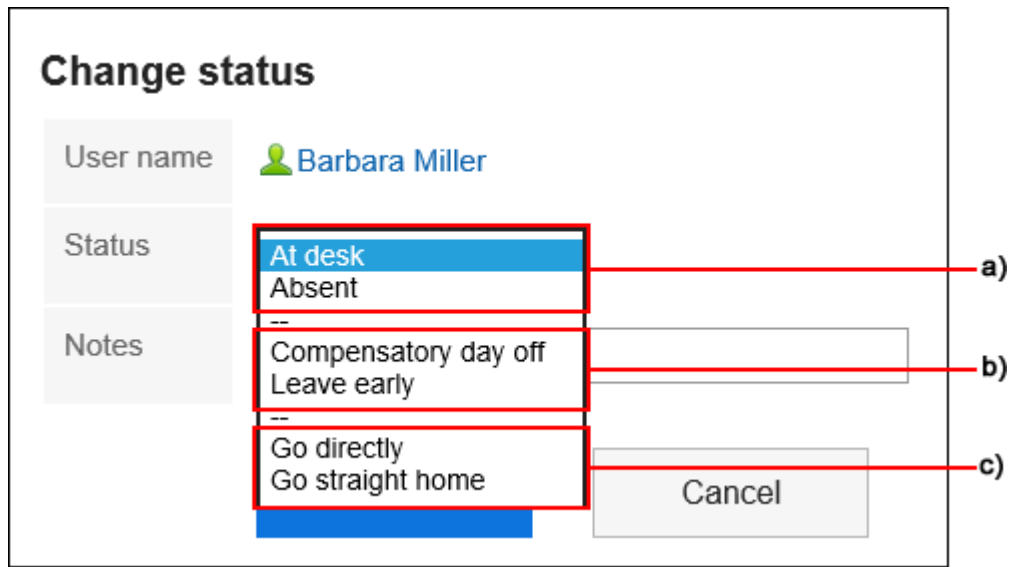 Change status
User name
Barbara Miller
Status
At desk
Absent
a)
--
Notes
Compensatory day off
Leave early
b)
--
Go directly
Go straight home
c)
Cancel